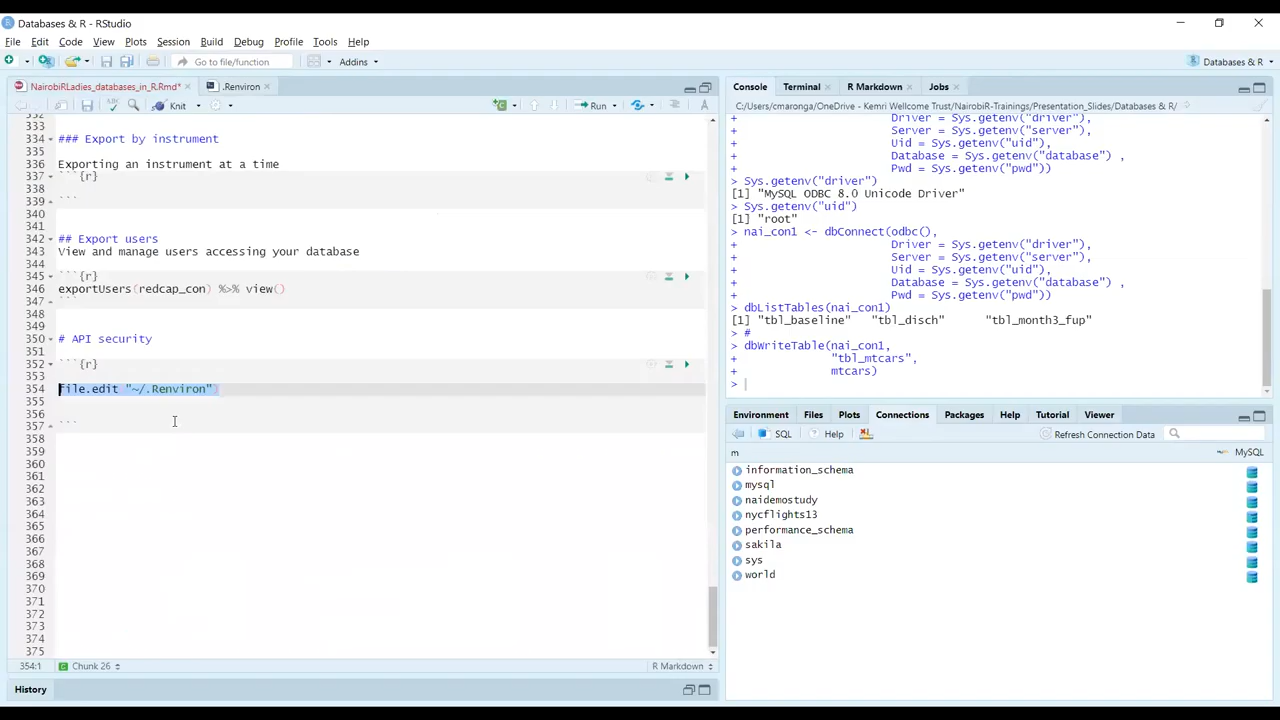 Databases & R - RStudio
File Edit Code View Plots Session Build Debug Profile Tools Help
Go to file/function
Addins
Databases & R
NairobiRLadies_databases_in_R.Rmd*
.Renviron
Knit
Run
332
333
334 ### Export by instrument
335
336 Exporting an instrument at a time
337 ```{r}
338
339 ```
340
341
342 ## Export users
343 View and manage users accessing your database
344
345 ```{r}
346 exportUsers(redcap_con) %>% view()
347 ```
348
349
350 # API security
351
352 ```{r}
353
354 file.edit "~/.Renviron")
355
356
357 ```
358
359
360
361
362
363
364
365
366
367
368
369
370
371
372
373
374
375
354:1 Chunk 26 R Markdown
History
Console Terminal R Markdown Jobs
C:/Users/cmaronga/OneDrive - Kemri Wellcome Trust/NairobiR-Trainings/Presentation_Slides/Databases & R/
+ Driver = Sys.getenv("driver"),
+ Server = Sys.getenv("server"),
+ Uid = Sys.getenv("uid"),
+ Database = Sys.getenv("database") ,
+ Pwd = Sys.getenv("pwd"))
> Sys.getenv("driver")
[1] "MySQL ODBC 8.0 Unicode Driver"
> Sys.getenv("uid")
[1] "root"
> nai_con1 <- dbConnect(odbc(),
+ Driver = Sys.getenv("driver"),
+ Server = Sys.getenv("server"),
+ Uid = Sys.getenv("uid"),
+ Database = Sys.getenv("database") ,
+ Pwd = Sys.getenv("pwd"))
> dbListTables(nai_con1)
[1] "tbl_baseline" "tbl_disch" "tbl_month3_fup"
> #
> dbWriteTable(nai_con1,
+ "tbl_mtcars",
+ mtcars)
>
Environment Files Plots Connections Packages Help Tutorial Viewer
SQL Help Refresh Connection Data
m MySQL
information_schema
mysql
naidemostudy
nycflights13
performance_schema
sakila
sys
world